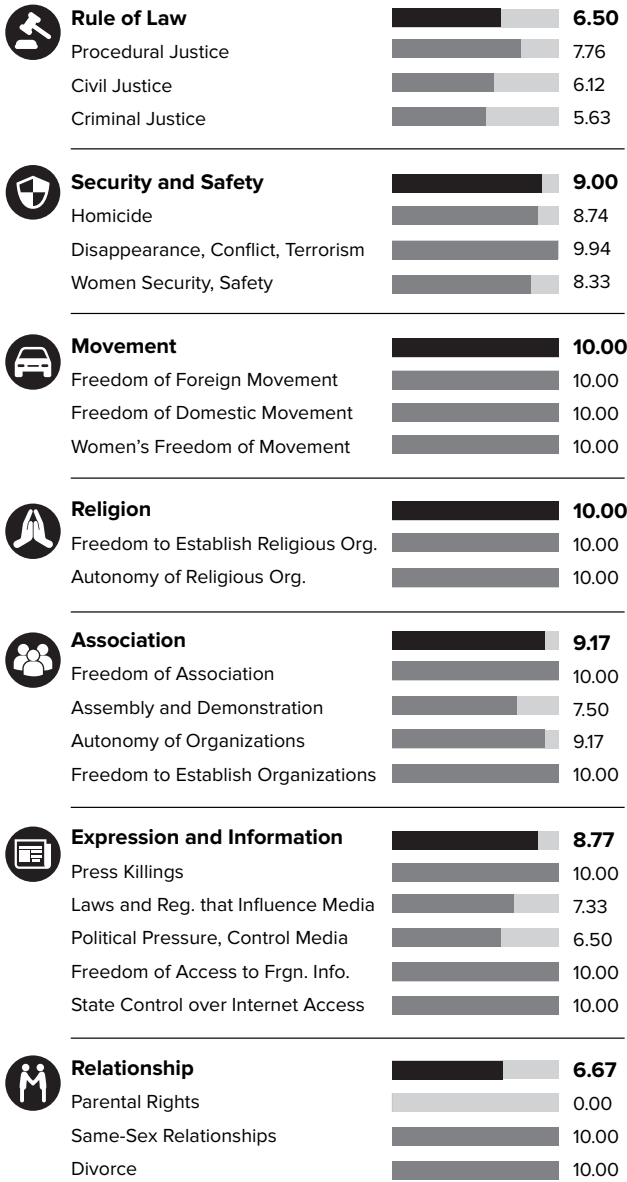 Rule of Law 6.50
Procedural Justice 7.76
Civil Justice 6.12
Criminal Justice 5.63
Security and Safety 9.00
Homicide 8.74
Disappearance, Conflict, Terrorism 9.94
Women Security, Safety 8.33
Movement 10.00
Freedom of Foreign Movement 10.00
Freedom of Domestic Movement 10.00
Women’s Freedom of Movement 10.00
Religion 10.00
Freedom to Establish Religious Org. 10.00
Autonomy of Religious Org. 10.00
Association 9.17
Freedom of Association 10.00
Assembly and Demonstration 7.50
Autonomy of Organizations 9.17
Freedom to Establish Organizations 10.00
Expression and Information 8.77
Press Killings 10.00
Laws and Reg. that Influence Media 7.33
Political Pressure, Control Media 6.50
Freedom of Access to Frgn. Info. 10.00
State Control over Internet Access 10.00
Relationship 6.67
Parental Rights 0.00
Same-Sex Relationships 10.00
Divorce 10.00